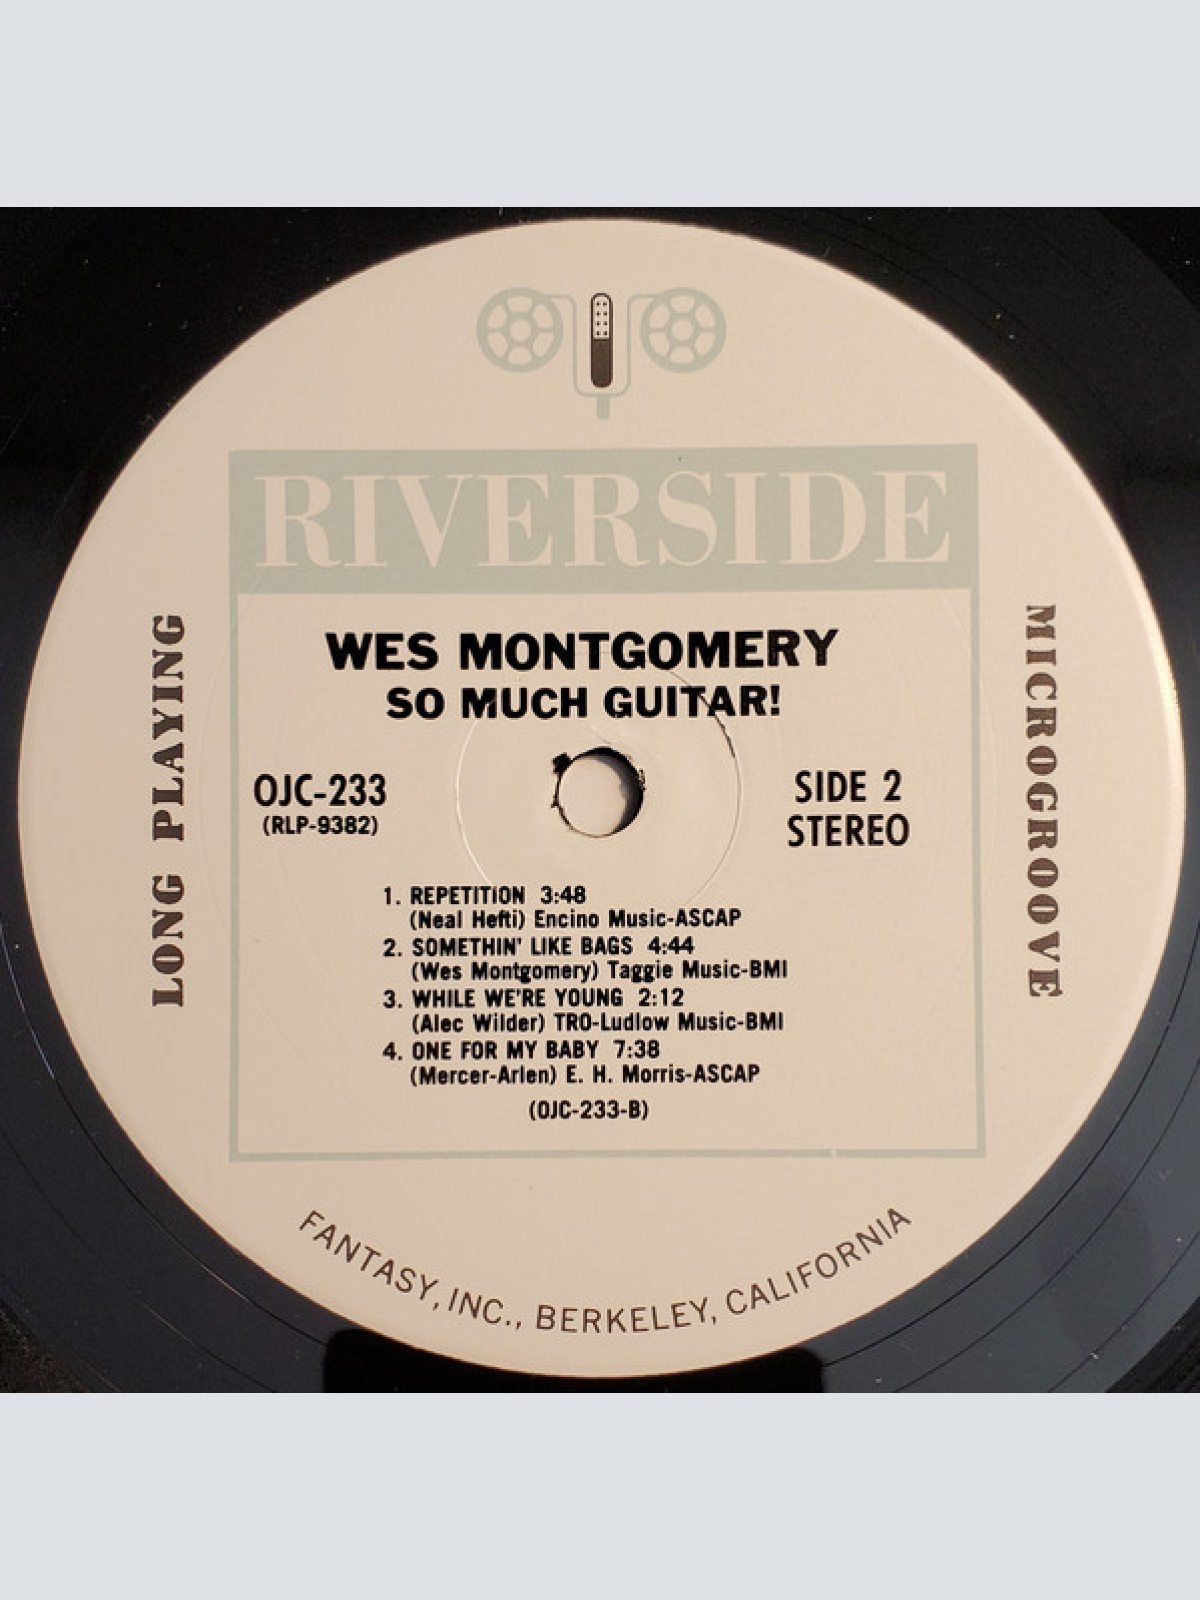 RIVERSIDE
WES MONTGOMERY
SO MUCH GUITAR!
OJC-233
(RLP-9382)
SIDE 2
STEREO
LONG PLAYING
MICROGROOVE
1. REPETITION 3:48
(Neal Hefti) Encino Music-ASCAP
2. SOMETHIN' LIKE BAGS 4:44
(Wes Montgomery) Taggie Music-BMI
3. WHILE WE'RE YOUNG 2:12
(Alec Wilder) TRO-Ludlow Music-BMI
4. ONE FOR MY BABY 7:38
(Mercer-Arlen) E. H. Morris-ASCAP
(OJC-233-B)
FANTASY, INC., BERKELEY, CALIFORNIA